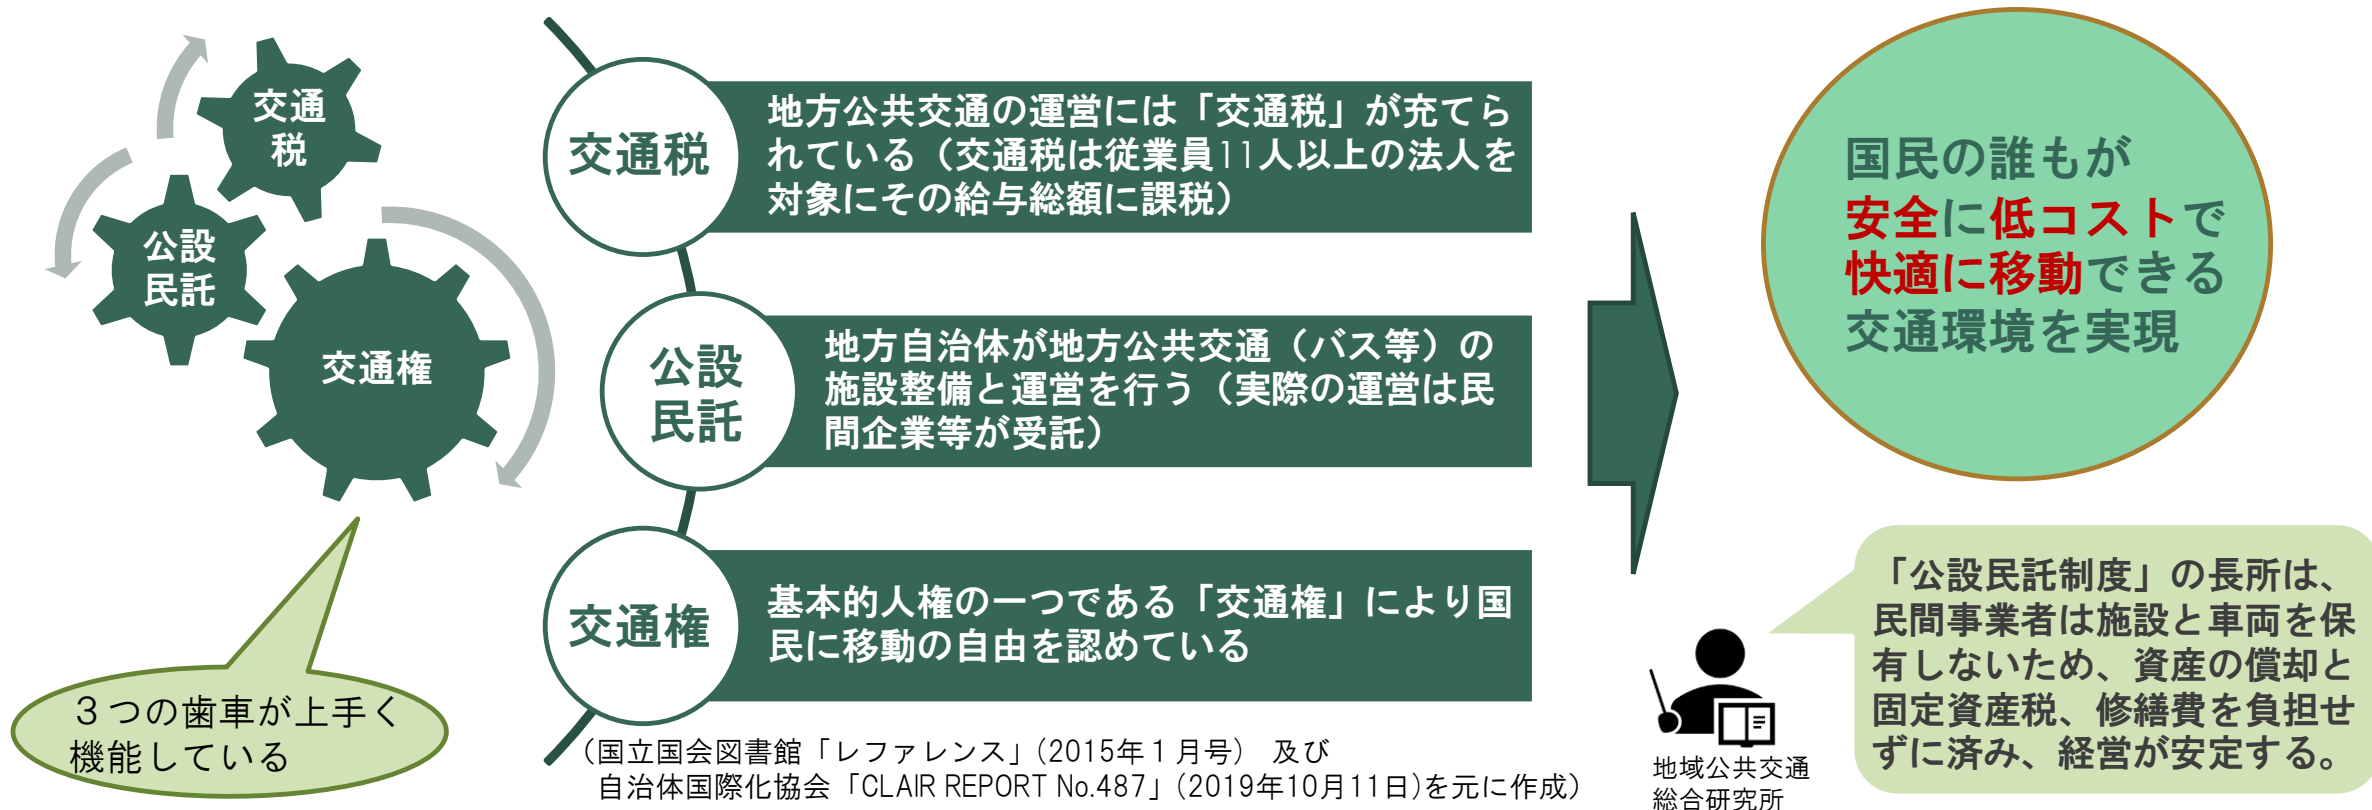 交通
税
公設
民託
交通権
３つの歯車が上手く
機能している
交通税
地方公共交通の運営には「交通税」が充てら
れている（交通税は従業員11人以上の法人を
対象にその給与総額に課税）
公設
民託
地方自治体が地方公共交通（バス等）の
施設整備と運営を行う（実際の運営は民
間企業等が受託）
交通権
基本的人権の一つである「交通権」により国
民に移動の自由を認めている
（国立国会図書館「レファレンス」(2015年１月号)　及び
自治体国際化協会「CLAIR REPORT No.487」(2019年10月11日)を元に作成）
国民の誰もが
安全に低コストで
快適に移動できる
交通環境を実現
「公設民託制度」の長所は、
民間事業者は施設と車両を保
有しないため、資産の償却と
固定資産税、修繕費を負担せ
ずに済み、経営が安定する。
地域公共交通
総合研究所